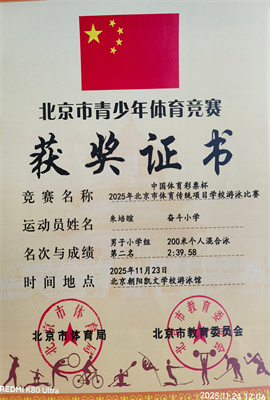 北京市青少年体育竞赛
获奖证书
中国体育彩票杯
竞赛名称 2025年北京市体育传统项目学校游泳比赛
运动员姓名 朱培暄 奋斗小学
男子小学组 200米个人混合泳
名次与成绩 第二名 2:39.58
2025年11月23日
时间地点 北京朝阳凯文学校游泳馆
北京市体育局 北京市教育委员会
REDMI K80 Ultra 2025.11.24 12:06